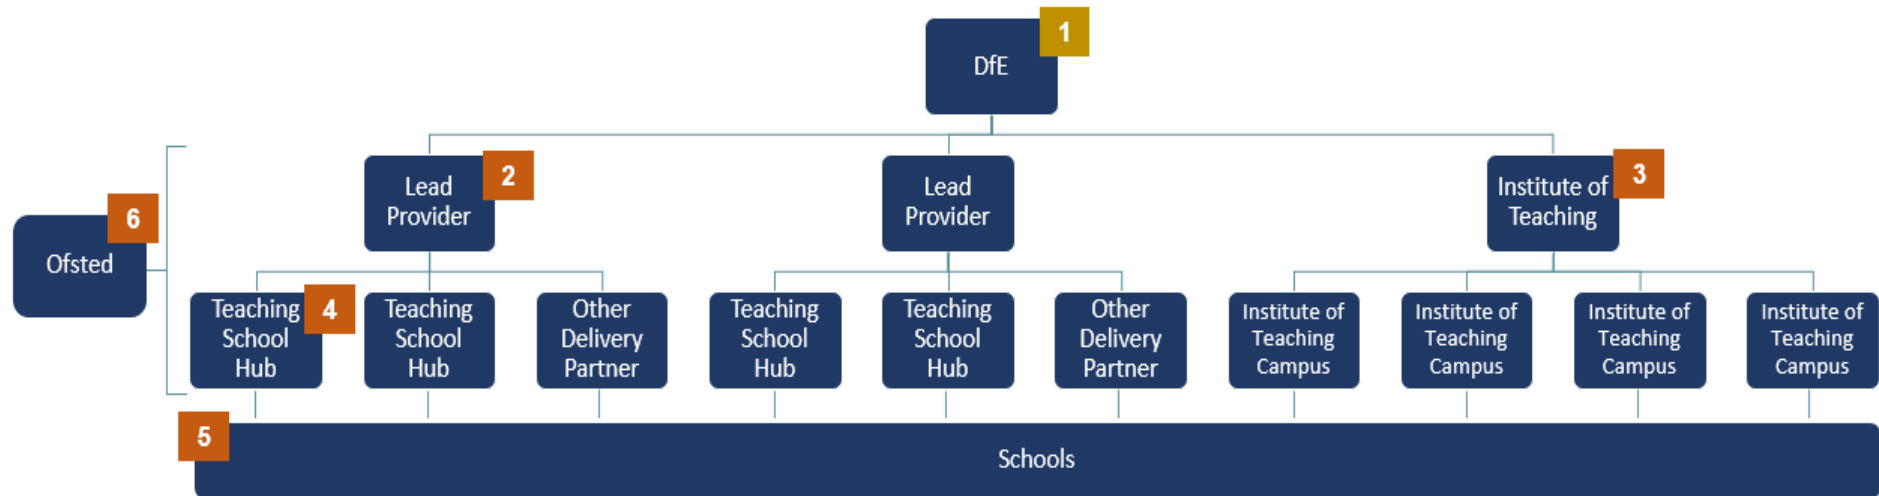 1
DfE
2
Lead
Provider
Lead
Provider
3
Institute of
Teaching
6
Ofsted
4
Teaching
School
Hub
Teaching
School
Hub
Other
Delivery
Partner
Teaching
School
Hub
Teaching
School
Hub
Other
Delivery
Partner
Institute of
Teaching
Campus
Institute of
Teaching
Campus
Institute of
Teaching
Campus
Institute of
Teaching
Campus
5
Schools